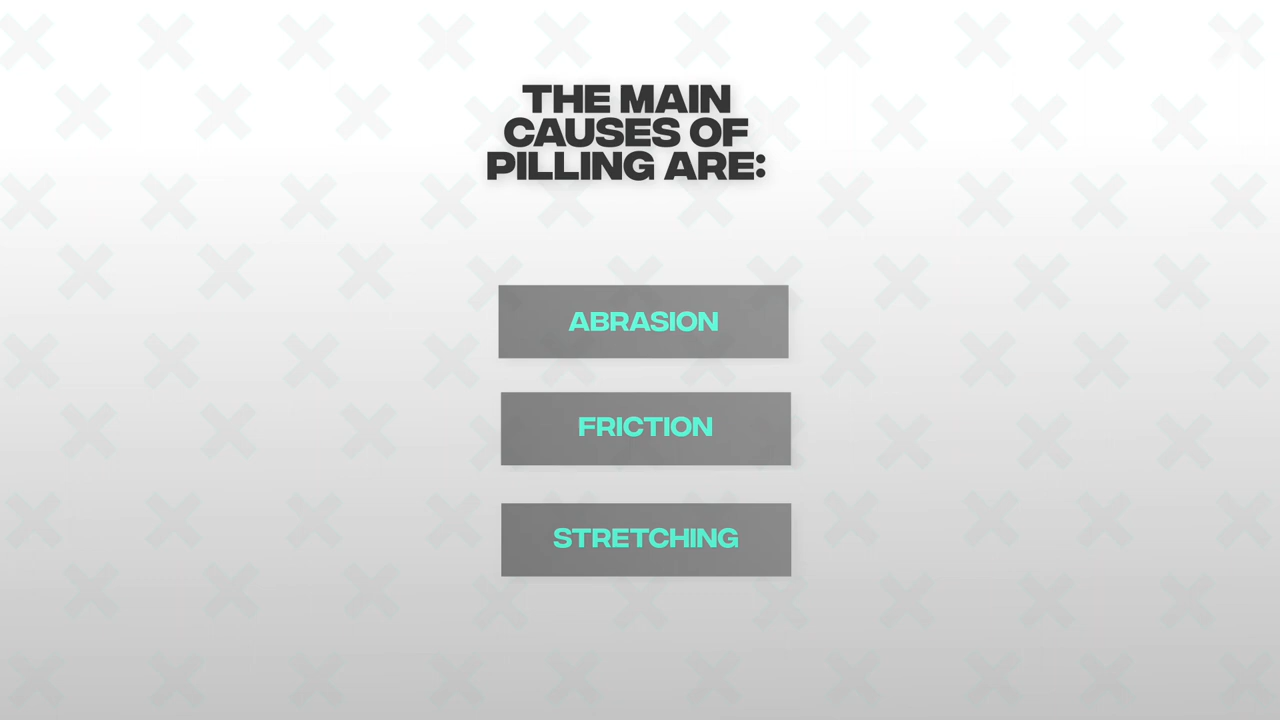 THE MAIN
CAUSES OF
PILLING ARE:
ABRASION
FRICTION
STRETCHING